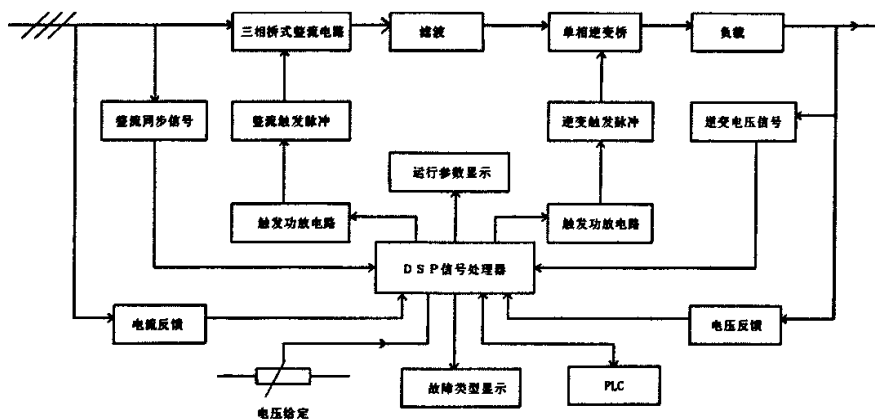 三相桥式整流电路
滤波
单相逆变桥
负载
整流同步信号
整流触发脉冲
逆变触发脉冲
逆变电压信号
运行参数显示
触发功放电路
触发功放电路
DSP信号处理器
电流反馈
电压反馈
故障类型显示
PLC
电压给定